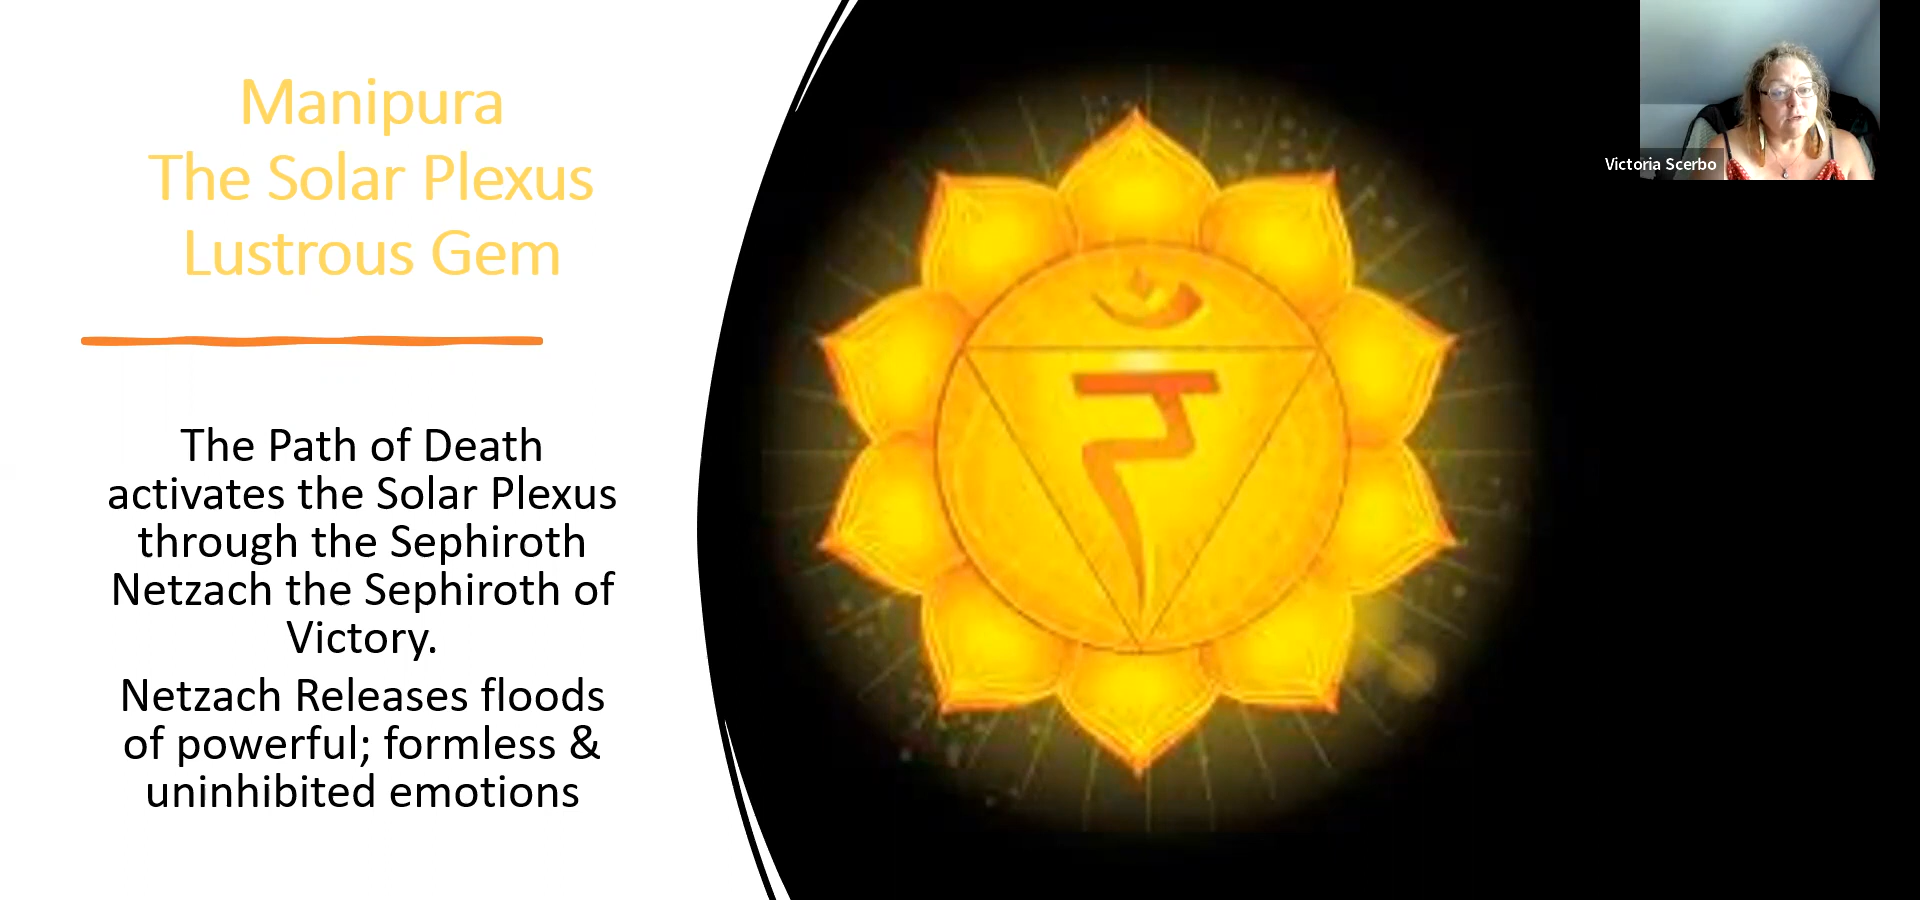 Manipura
The Solar Plexus
Lustrous Gem
The Path of Death
activates the Solar Plexus
through the Sephiroth
Netzach the Sephiroth of
Victory.
Netzach Releases floods
of powerful; formless &
uninhibited emotions
रँ
Victoria Scerbo